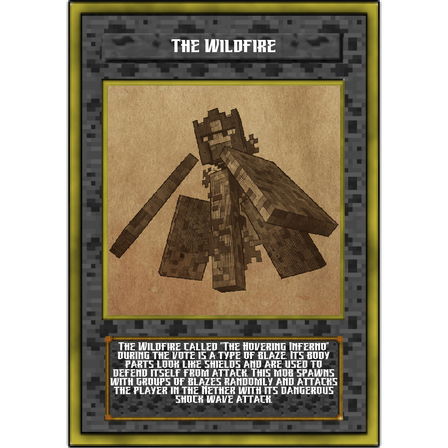 The Wildfire
The Wildfire called "The Hovering Inferno"
during the vote is a type of Blaze. Its body
parts look like shields and are used to
defend itself from attack. This mob spawns
with groups of Blazes randomly and attacks
the player in the Nether with its dangerous
shock wave attack.